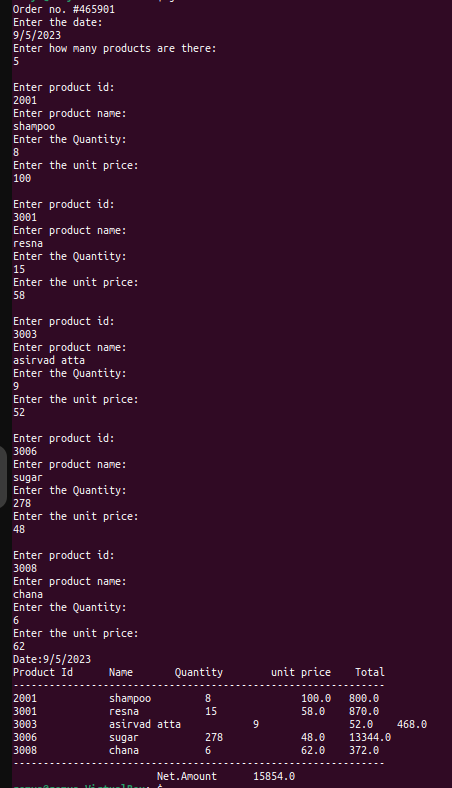 Order no. #465901
Enter the date:
9/5/2023
Enter how many products are there:
5
Enter product id:
2001
Enter product name:
shampoo
Enter the Quantity:
8
Enter the unit price:
100
Enter product id:
3001
Enter product name:
resna
Enter the Quantity:
15
Enter the unit price:
58
Enter product id:
3003
Enter product name:
asirvad atta
Enter the Quantity:
9
Enter the unit price:
52
Enter product id:
3006
Enter product name:
sugar
Enter the Quantity:
278
Enter the unit price:
48
Enter product id:
3008
Enter product name:
chana
Enter the Quantity:
6
Enter the unit price:
62
Date:9/5/2023
Product Id Name Quantity unit price Total
--------------------------------------------------------------
2001 shampoo 8 100.0 800.0
3001 resna 15 58.0 870.0
3003 asirvad atta 9 52.0 468.0
3006 sugar 278 48.0 13344.0
3008 chana 6 62.0 372.0
--------------------------------------------------------------
Net.Amount 15854.0